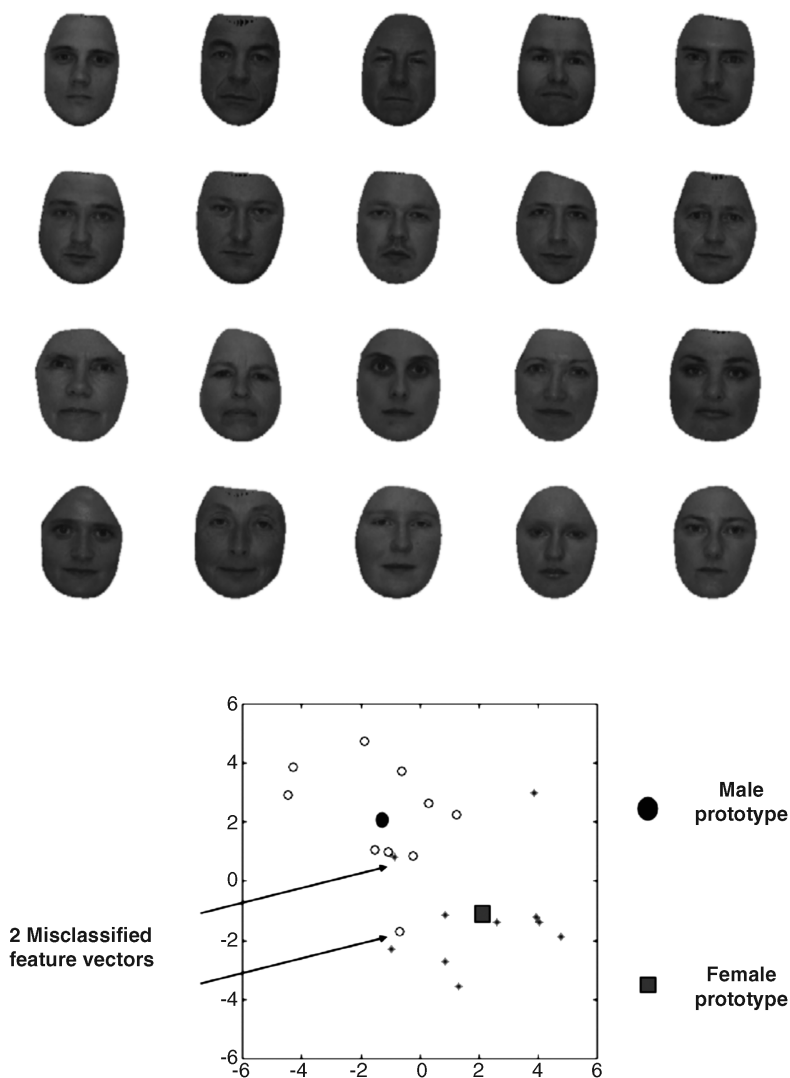 6
4
2
0
-2
-4
-6
-6
-4
-2
0
2
4
6
2 Misclassified
feature vectors
Male
prototype
Female
prototype